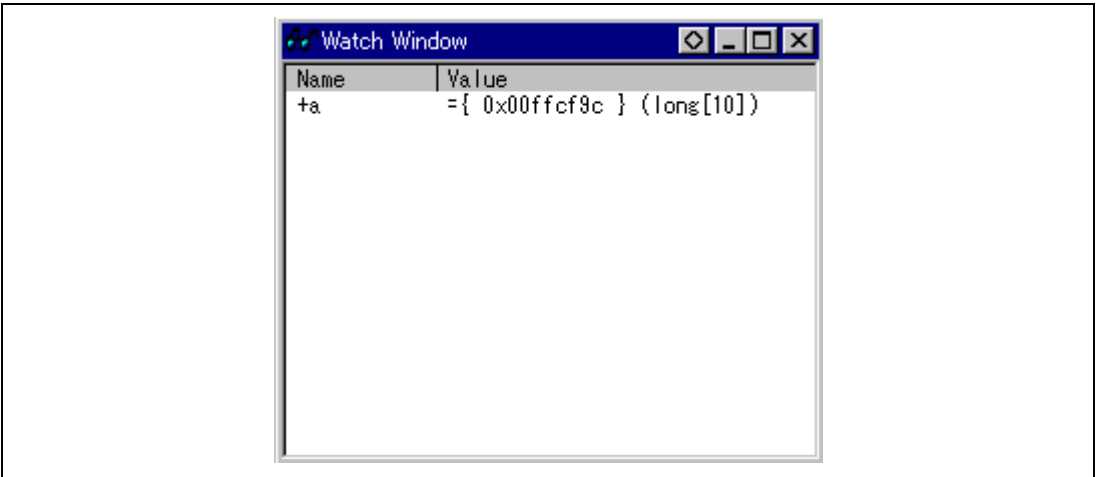 Watch Window
Name Value
+a ={ 0x00ffcf9c } (long[10])